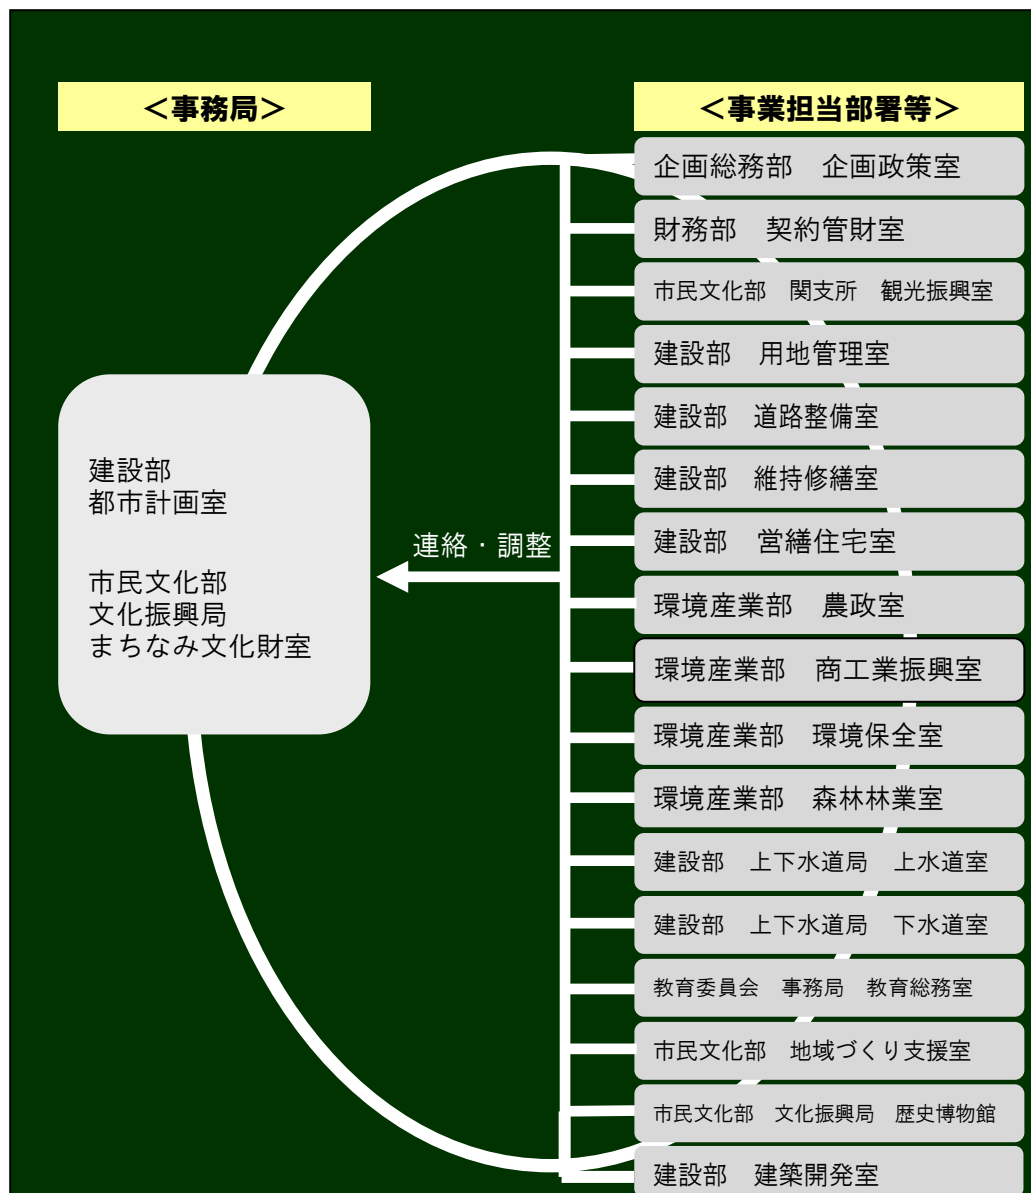 ＜事務局＞
＜事業担当部署等＞
建設部
都市計画室
市民文化部
文化振興局
まちなみ文化財室
連絡・調整
企画総務部　企画政策室
財務部　契約管財室
市民文化部　関支所　観光振興室
建設部　用地管理室
建設部　道路整備室
建設部　維持修繕室
建設部　営繕住宅室
環境産業部　農政室
環境産業部　商工業振興室
環境産業部　環境保全室
環境産業部　森林林業室
建設部　上下水道局　上水道室
建設部　上下水道局　下水道室
教育委員会　事務局　教育総務室
市民文化部　地域づくり支援室
市民文化部　文化振興局　歴史博物館
建設部　建築開発室